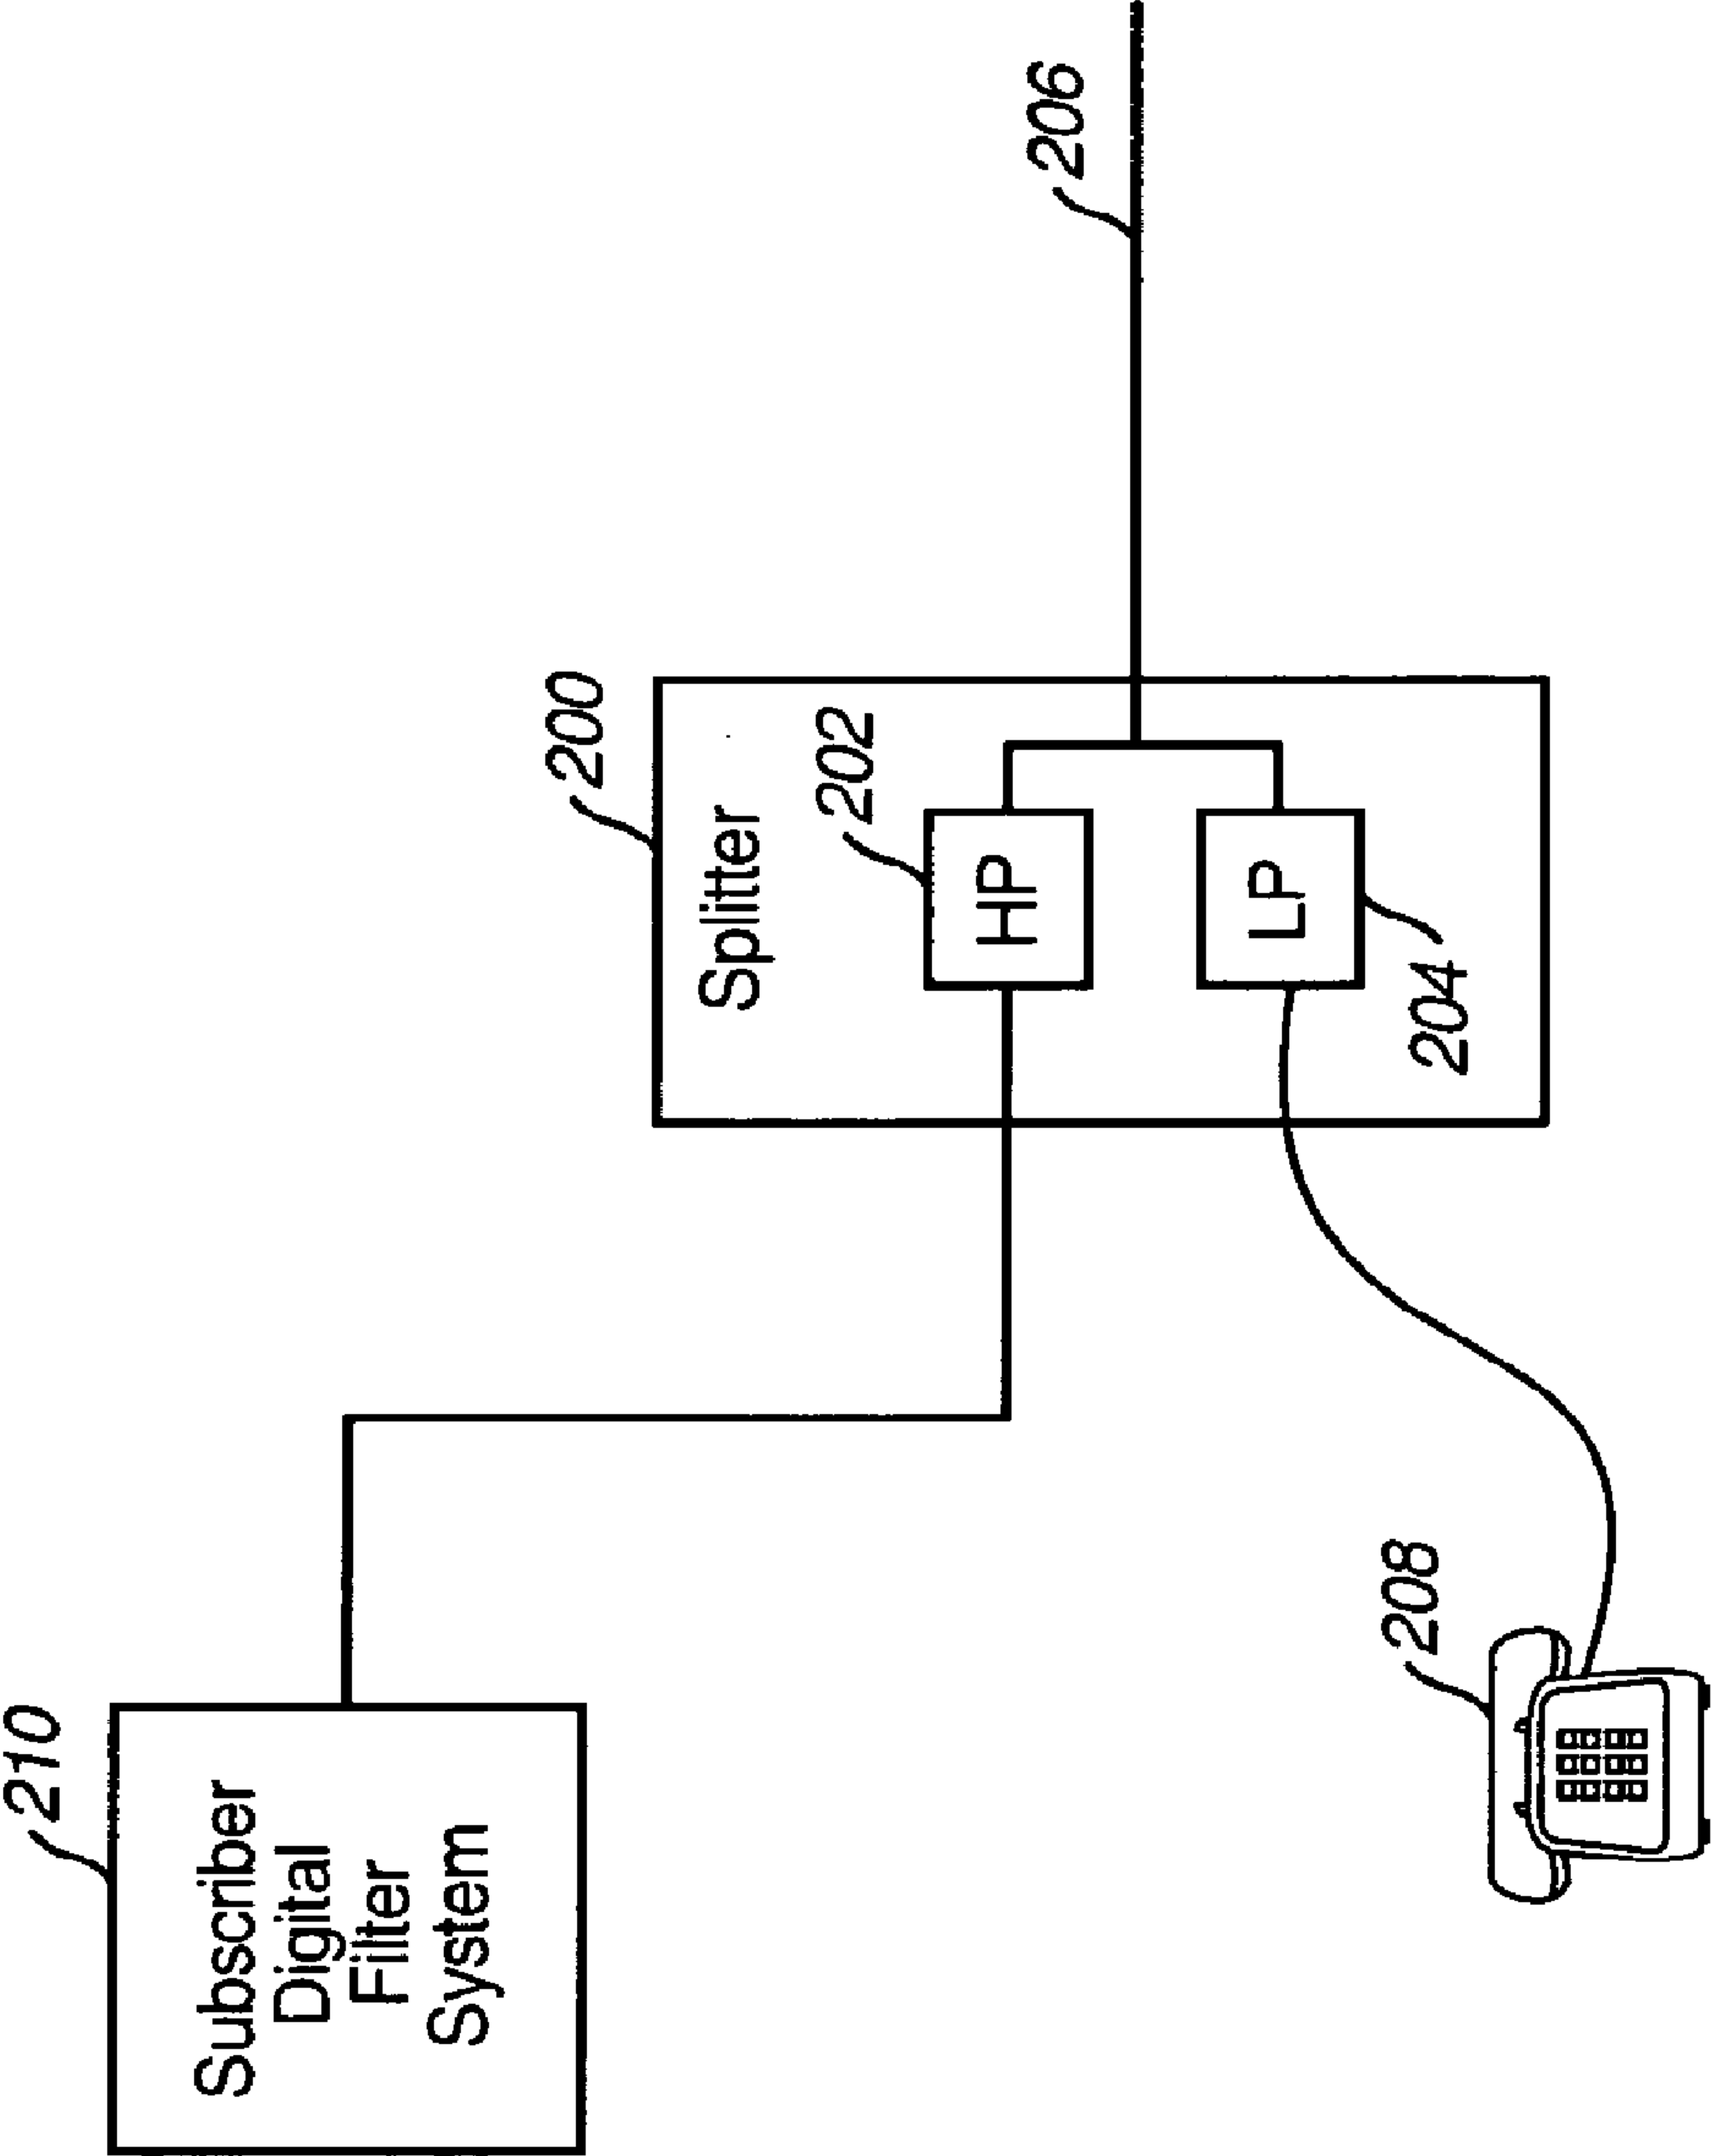 210
Subscriber
Digital
Filter
System
200
Splitter
202
HP
206
LP
204
208